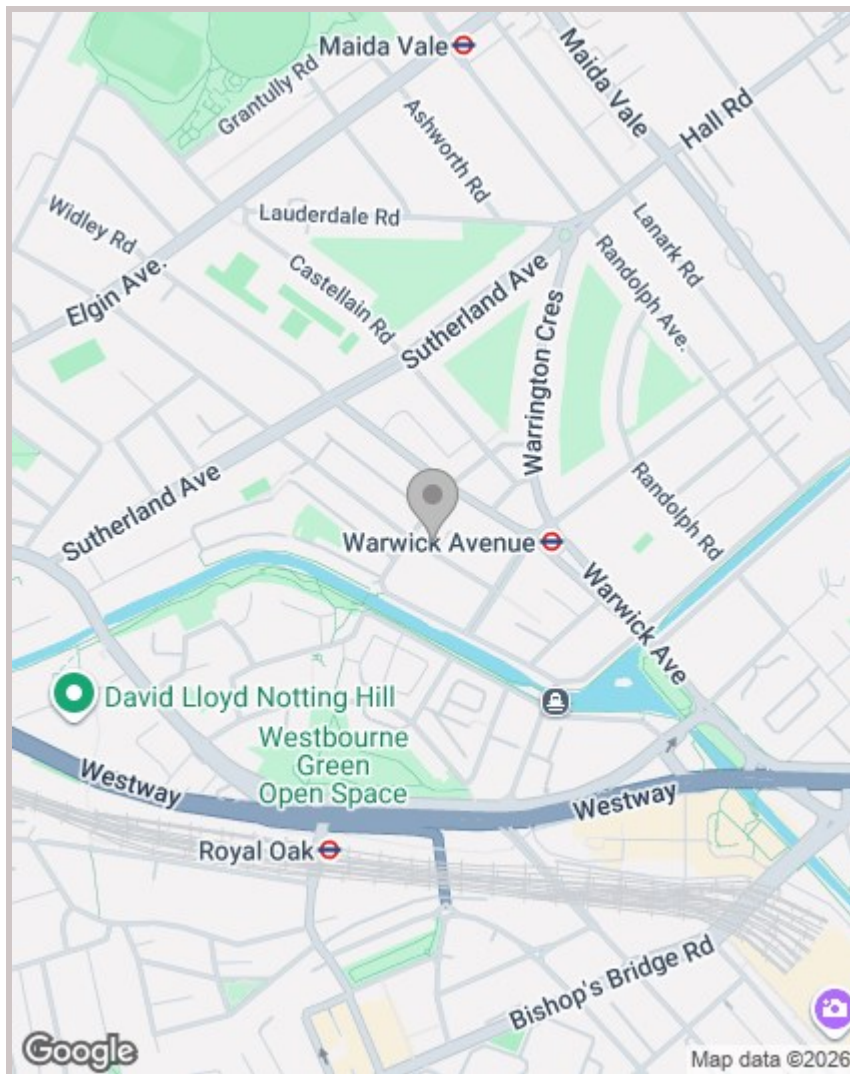 Maida Vale
Maida Vale
Hall Rd
Grantully Rd
Ashworth Rd
Widley Rd
Lauderdale Rd
Lanark Rd
Elgin Ave.
Castellain Rd
Sutherland Ave
Randolph Ave.
Warrington Cres
Sutherland Ave
Randolph Rd
Warwick Avenue
Warwick Ave
David Lloyd Notting Hill
Westbourne
Green
Open Space
Westway
Westway
Royal Oak
Bishop's Bridge Rd
Google
Map data ©2026